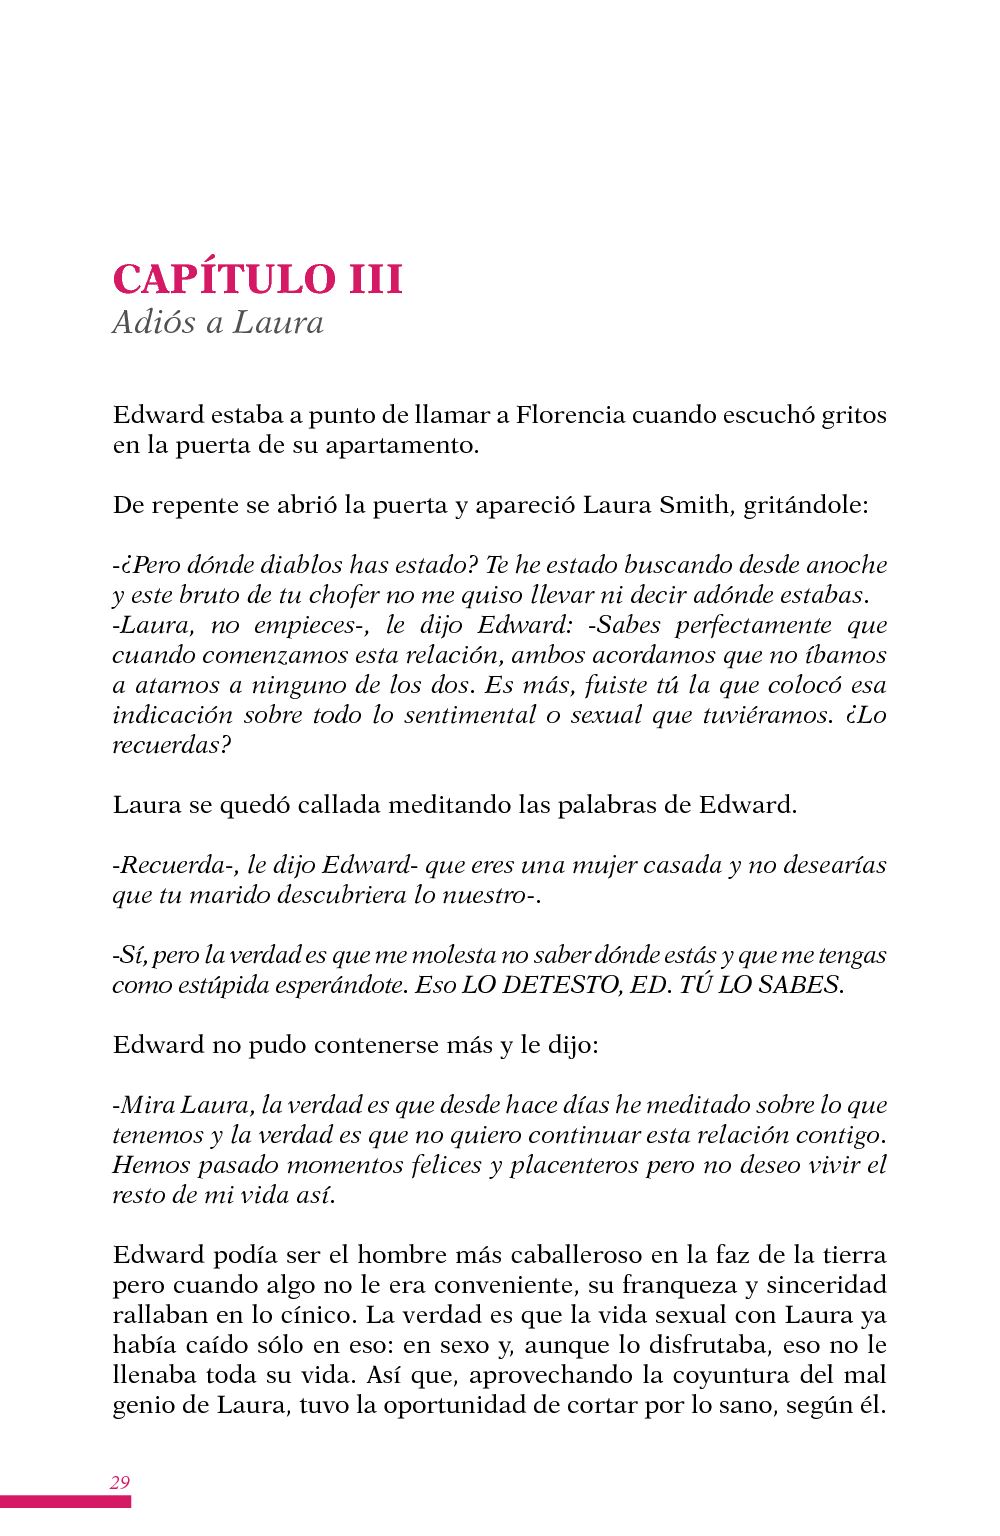 CAPÍTULO III
Adiós a Laura
Edward estaba a punto de llamar a Florencia cuando escuchó gritos
en la puerta de su apartamento.
De repente se abrió la puerta y apareció Laura Smith, gritándole:
-¿Pero dónde diablos has estado? Te he estado buscando desde anoche
y este bruto de tu chofer no me quiso llevar ni decir adónde estabas.
-Laura, no empieces-, le dijo Edward: -Sabes perfectamente que
cuando comenzamos esta relación, ambos acordamos que no íbamos
a atarnos a ninguno de los dos. Es más, fuiste tú la que colocó esa
indicación sobre todo lo sentimental o sexual que tuviéramos. ¿Lo
recuerdas?
Laura se quedó callada meditando las palabras de Edward.
-Recuerda-, le dijo Edward- que eres una mujer casada y no desearías
que tu marido descubriera lo nuestro-.
-Sí, pero la verdad es que me molesta no saber dónde estás y que me tengas
como estúpida esperándote. Eso LO DETESTO, ED. TÚ LO SABES.
Edward no pudo contenerse más y le dijo:
-Mira Laura, la verdad es que desde hace días he meditado sobre lo que
tenemos y la verdad es que no quiero continuar esta relación contigo.
Hemos pasado momentos felices y placenteros pero no deseo vivir el
resto de mi vida así.
Edward podía ser el hombre más caballeroso en la faz de la tierra
pero cuando algo no le era conveniente, su franqueza y sinceridad
rallaban en lo cínico. La verdad es que la vida sexual con Laura ya
había caído sólo en eso: en sexo y, aunque lo disfrutaba, eso no le
llenaba toda su vida. Así que, aprovechando la coyuntura del mal
genio de Laura, tuvo la oportunidad de cortar por lo sano, según él.
29